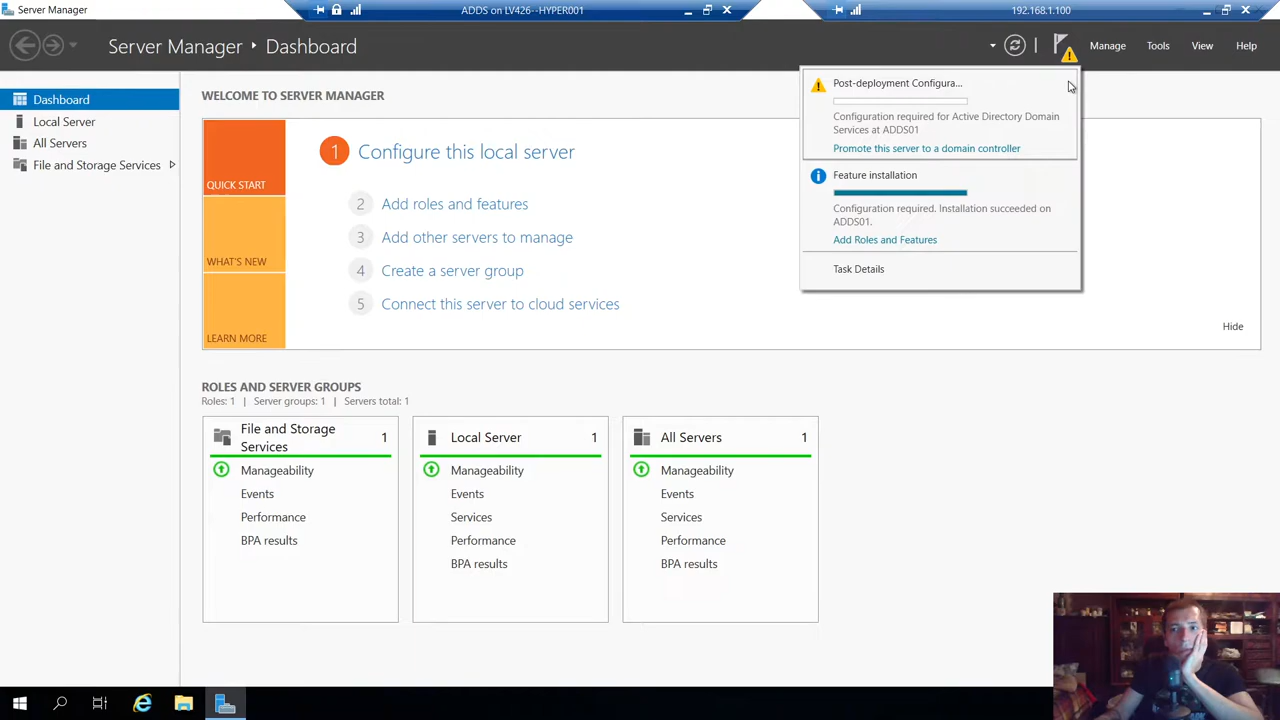 Server Manager
ADDS on LV426--HYPER001
192.168.1.100
Server Manager
Dashboard
Manage
Tools
View
Help
Dashboard
Local Server
All Servers
File and Storage Services
WELCOME TO SERVER MANAGER
QUICK START
WHAT'S NEW
LEARN MORE
1 Configure this local server
2 Add roles and features
3 Add other servers to manage
4 Create a server group
5 Connect this server to cloud services
Hide
Post-deployment Configura...
Configuration required for Active Directory Domain
Services at ADDS01
Promote this server to a domain controller
Feature installation
Configuration required. Installation succeeded on
ADDS01.
Add Roles and Features
Task Details
ROLES AND SERVER GROUPS
Roles: 1 | Server groups: 1 | Servers total: 1
File and Storage
Services
1
Manageability
Events
Performance
BPA results
Local Server 1
Manageability
Events
Services
Performance
BPA results
All Servers 1
Manageability
Events
Services
Performance
BPA results